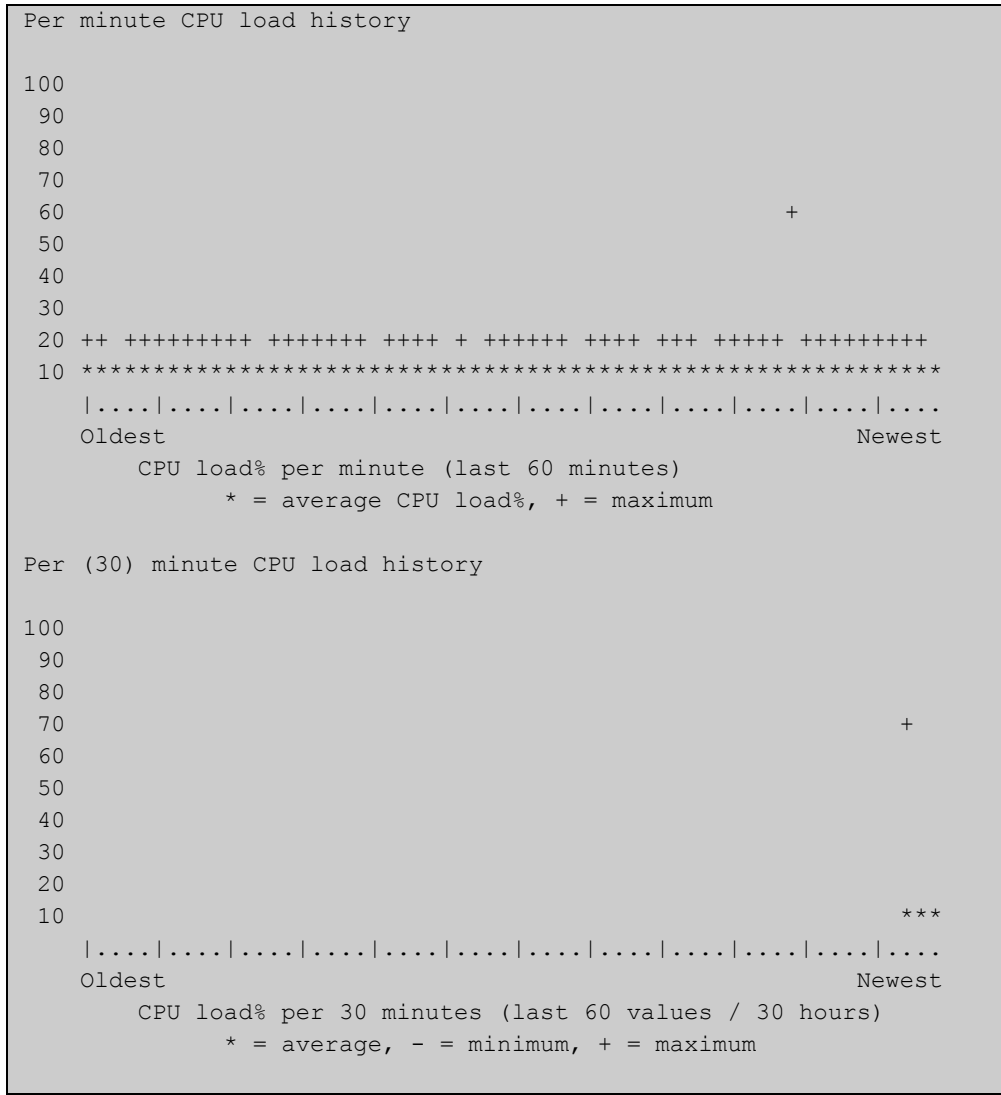 Per minute CPU load history
100
 90
 80
 70
 60                                                  +
 50
 40
 30
 20 ++ +++++++++ +++++++ ++++ + ++++++ ++++ +++ +++++ +++++++++
 10 ************************************************************
    |....|....|....|....|....|....|....|....|....|....|....|....
    Oldest                                                Newest
        CPU load% per minute (last 60 minutes)
              * = average CPU load%, + = maximum
Per (30) minute CPU load history
100
 90
 80
 70                                                          +
 60
 50
 40
 30
 20
 10                                                          ***
    |....|....|....|....|....|....|....|....|....|....|....|....
    Oldest                                                Newest
        CPU load% per 30 minutes (last 60 values / 30 hours)
              * = average, - = minimum, + = maximum